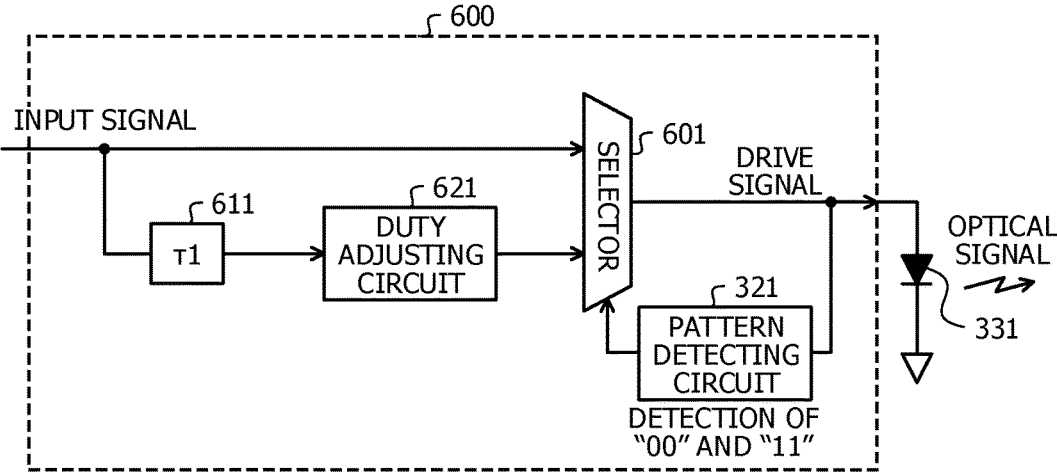 600
INPUT SIGNAL
SELECTOR
601
DRIVE
SIGNAL
611
τ1
621
DUTY
ADJUSTING
CIRCUIT
OPTICAL
SIGNAL
331
321
PATTERN
DETECTING
CIRCUIT
DETECTION OF
“00” AND “11”